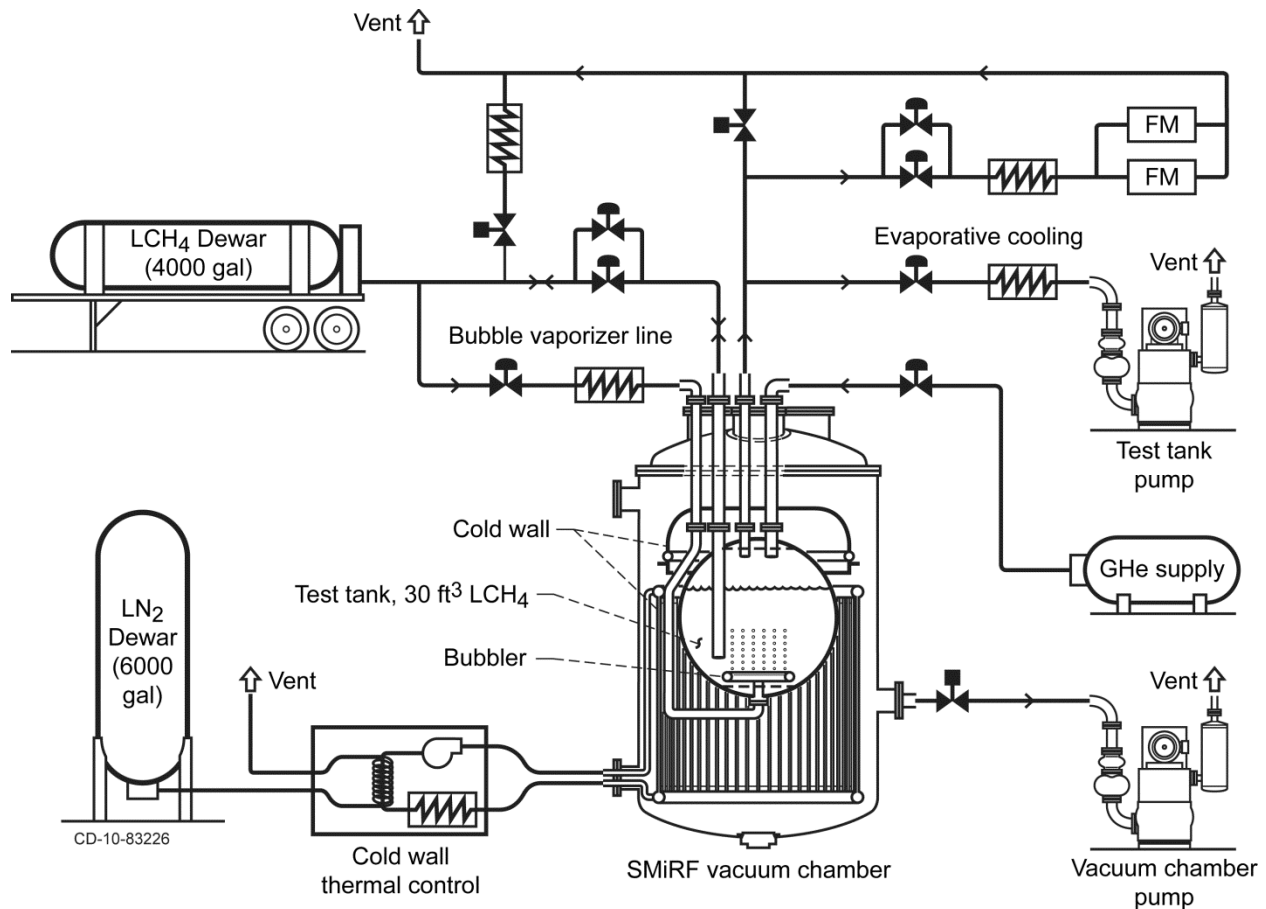 Vent
FM
FM
LCH4 Dewar
(4000 gal)
Evaporative cooling
Vent
Bubble vaporizer line
Test tank
pump
Cold wall
GHe supply
Test tank, 30 ft3 LCH4
LN2
Dewar
(6000
gal)
Bubbler
Vent
Vent
CD-10-83226
Cold wall
thermal control
SMiRF vacuum chamber
Vacuum chamber
pump